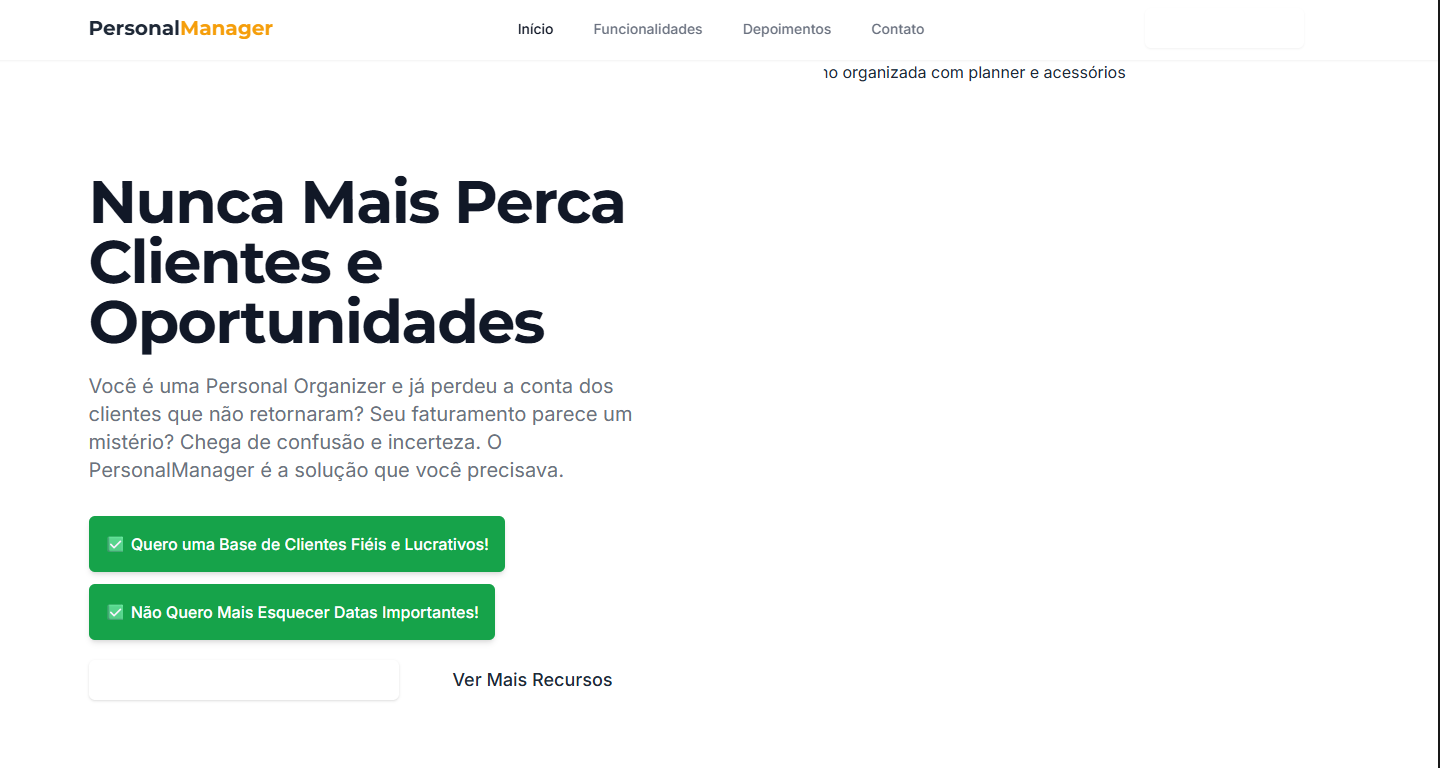 PersonalManager
Início
Funcionalidades
Depoimentos
Contato
organizada com planner e acessórios
Nunca Mais Perca
Clientes e
Oportunidades
Você é uma Personal Organizer e já perdeu a conta dos
clientes que não retornaram? Seu faturamento parece um
mistério? Chega de confusão e incerteza. O
PersonalManager é a solução que você precisava.
✅ Quero uma Base de Clientes Fiéis e Lucrativos!
✅ Não Quero Mais Esquecer Datas Importantes!
Ver Mais Recursos